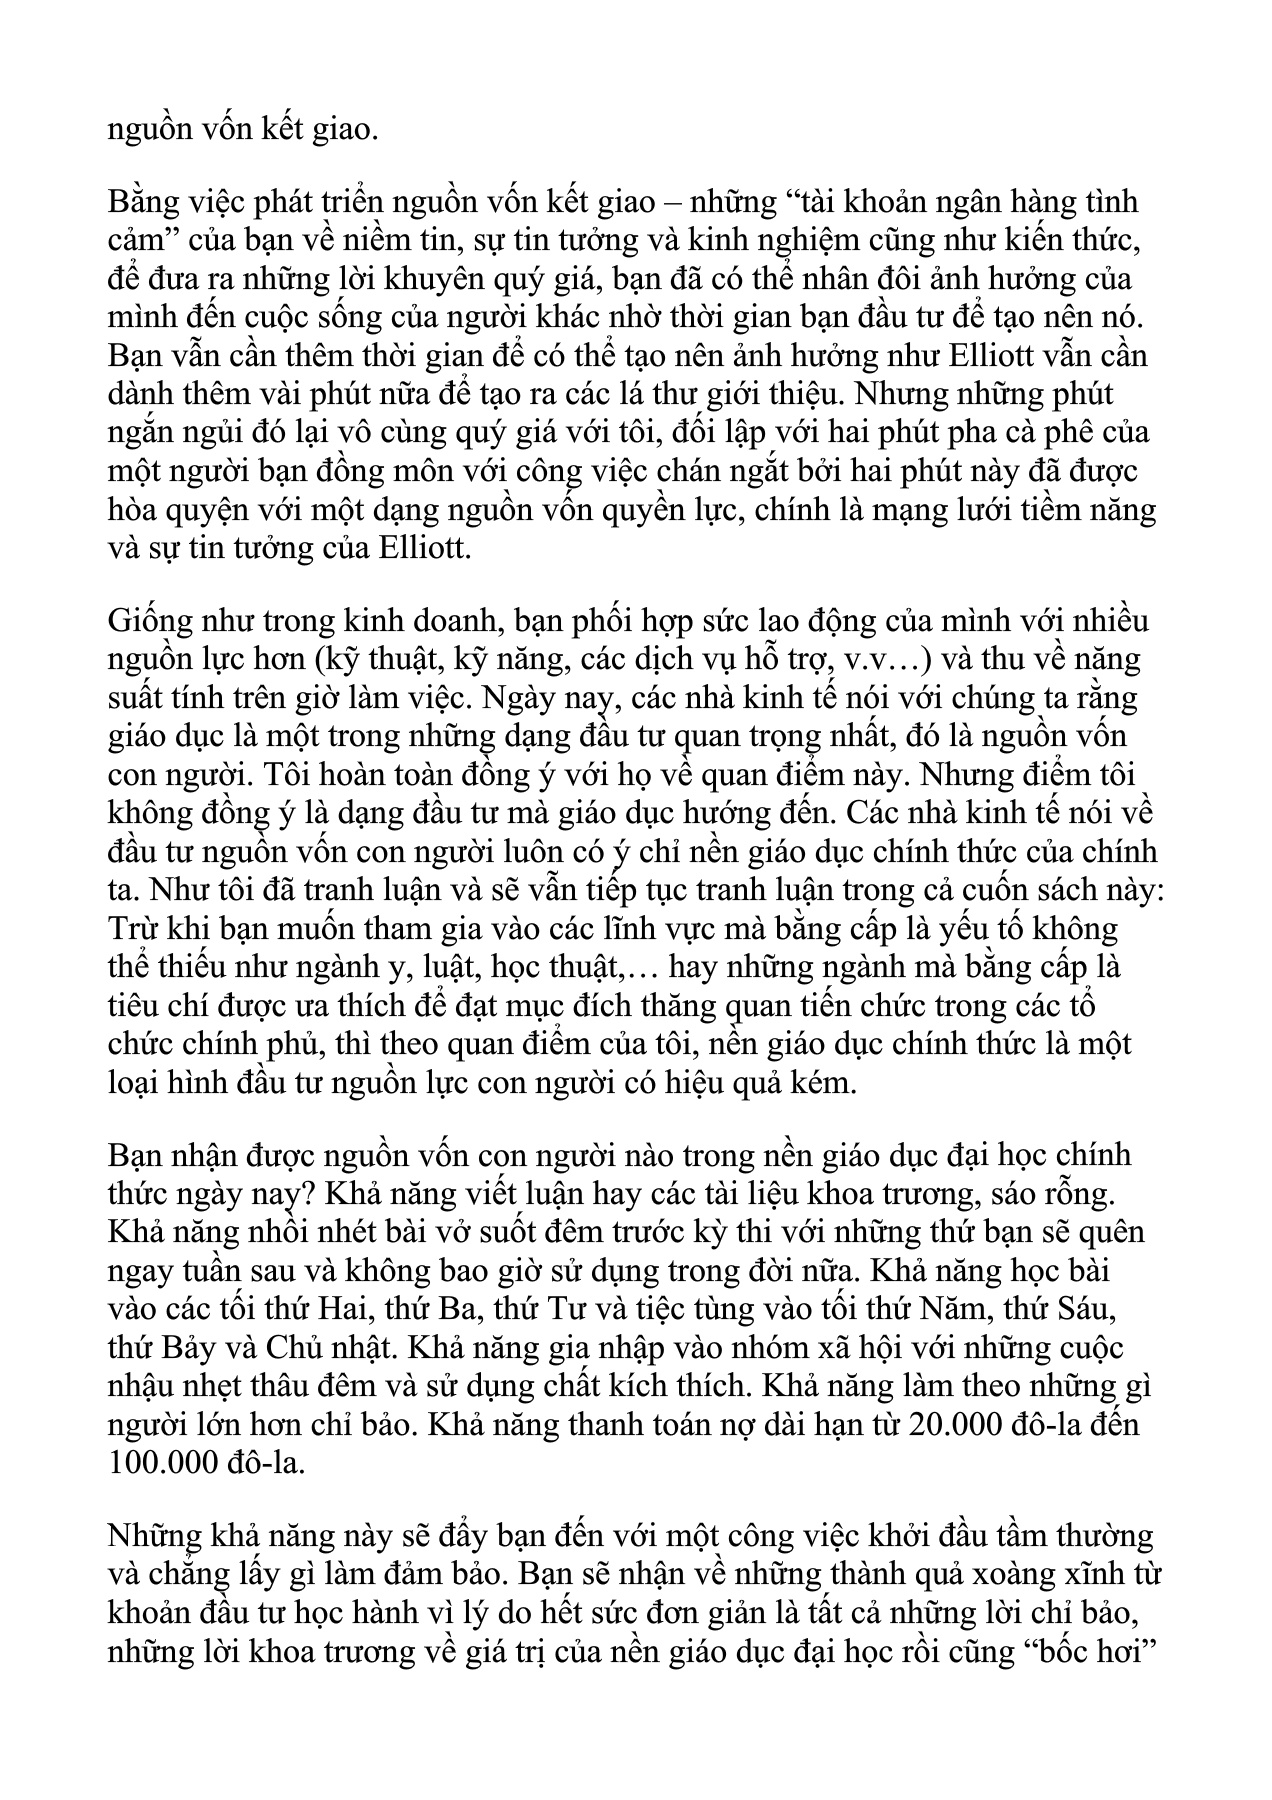 nguồn vốn kết giao.
Bằng việc phát triển nguồn vốn kết giao – những “tài khoản ngân hàng tình
cảm” của bạn về niềm tin, sự tin tưởng và kinh nghiệm cũng như kiến thức,
để đưa ra những lời khuyên quý giá, bạn đã có thể nhân đôi ảnh hưởng của
mình đến cuộc sống của người khác nhờ thời gian bạn đầu tư để tạo nên nó.
Bạn vẫn cần thêm thời gian để có thể tạo nên ảnh hưởng như Elliott vẫn cần
dành thêm vài phút nữa để tạo ra các lá thư giới thiệu. Nhưng những phút
ngắn ngủi đó lại vô cùng quý giá với tôi, đối lập với hai phút pha cà phê của
một người bạn đồng môn với công việc chán ngắt bởi hai phút này đã được
hòa quyện với một dạng nguồn vốn quyền lực, chính là mạng lưới tiềm năng
và sự tin tưởng của Elliott.
Giống như trong kinh doanh, bạn phối hợp sức lao động của mình với nhiều
nguồn lực hơn (kỹ thuật, kỹ năng, các dịch vụ hỗ trợ, v.v…) và thu về năng
suất tính trên giờ làm việc. Ngày nay, các nhà kinh tế nói với chúng ta rằng
giáo dục là một trong những dạng đầu tư quan trọng nhất, đó là nguồn vốn
con người. Tôi hoàn toàn đồng ý với họ về quan điểm này. Nhưng điểm tôi
không đồng ý là dạng đầu tư mà giáo dục hướng đến. Các nhà kinh tế nói về
đầu tư nguồn vốn con người luôn có ý chỉ nền giáo dục chính thức của chính
ta. Như tôi đã tranh luận và sẽ vẫn tiếp tục tranh luận trong cả cuốn sách này:
Trừ khi bạn muốn tham gia vào các lĩnh vực mà bằng cấp là yếu tố không
thể thiếu như ngành y, luật, học thuật,… hay những ngành mà bằng cấp là
tiêu chí được ưa thích để đạt mục đích thăng quan tiến chức trong các tổ
chức chính phủ, thì theo quan điểm của tôi, nền giáo dục chính thức là một
loại hình đầu tư nguồn lực con người có hiệu quả kém.
Bạn nhận được nguồn vốn con người nào trong nền giáo dục đại học chính
thức ngày nay? Khả năng viết luận hay các tài liệu khoa trương, sáo rỗng.
Khả năng nhồi nhét bài vở suốt đêm trước kỳ thi với những thứ bạn sẽ quên
ngay tuần sau và không bao giờ sử dụng trong đời nữa. Khả năng học bài
vào các tối thứ Hai, thứ Ba, thứ Tư và tiệc tùng vào tối thứ Năm, thứ Sáu,
thứ Bảy và Chủ nhật. Khả năng gia nhập vào nhóm xã hội với những cuộc
nhậu nhẹt thâu đêm và sử dụng chất kích thích. Khả năng làm theo những gì
người lớn hơn chỉ bảo. Khả năng thanh toán nợ dài hạn từ 20.000 đô-la đến
100.000 đô-la.
Những khả năng này sẽ đẩy bạn đến với một công việc khởi đầu tầm thường
và chẳng lấy gì làm đảm bảo. Bạn sẽ nhận về những thành quả xoàng xĩnh từ
khoản đầu tư học hành vì lý do hết sức đơn giản là tất cả những lời chỉ bảo,
những lời khoa trương về giá trị của nền giáo dục đại học rồi cũng “bốc hơi”